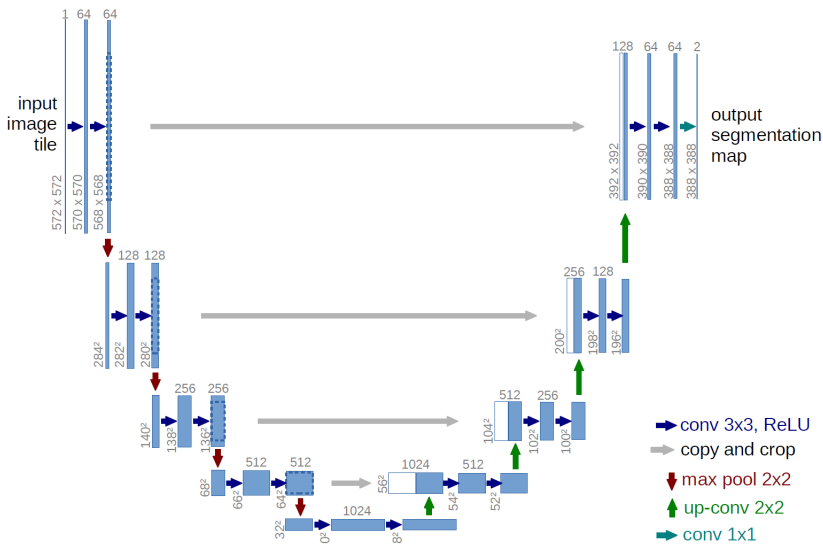 1 64 64
128 64 64 2
input
image
tile
output
segmentation
map
572 x 572
570 x 570
568 x 568
392 x 392
390 x 390
388 x 388
388 x 388
128 128
256 128
284²
282²
280²
200²
198²
196²
256 256
512 256
140²
138²
136²
104²
102²
100²
512 512
1024 512
68²
66²
64²
56²
54²
52²
1024
32²
0²
8²
conv 3x3, ReLU
copy and crop
max pool 2x2
up-conv 2x2
conv 1x1